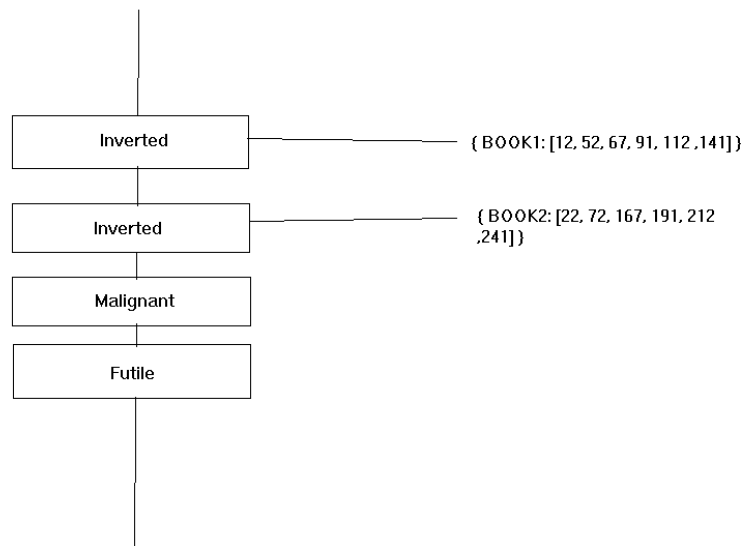 Inverted
{ BOOK1: [12, 52, 67, 91, 112 ,141] }
Inverted
{ BOOK2: [22, 72, 167, 191, 212
,241] }
Malignant
Futile